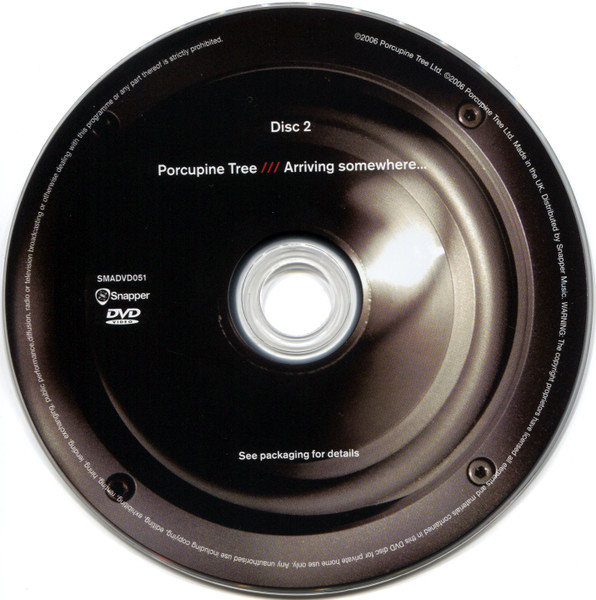 Disc 2
Porcupine Tree /// Arriving somewhere...
SMADVD051
Snapper
DVD
VIDEO
See packaging for details
℗2006 Porcupine Tree Ltd. ©2006 Porcupine Tree Ltd. Made in the UK. Distributed by Snapper Music. WARNING: The copyright proprietors have licensed all elements and materials contained in this DVD disc for private home use only. Any unauthorised use including copying, editing, exhibiting, renting, hiring, lending, exchanging, public performance,diffusion, radio or television broadcasting or otherwise dealing with this programme or any part thereof is strictly prohibited.